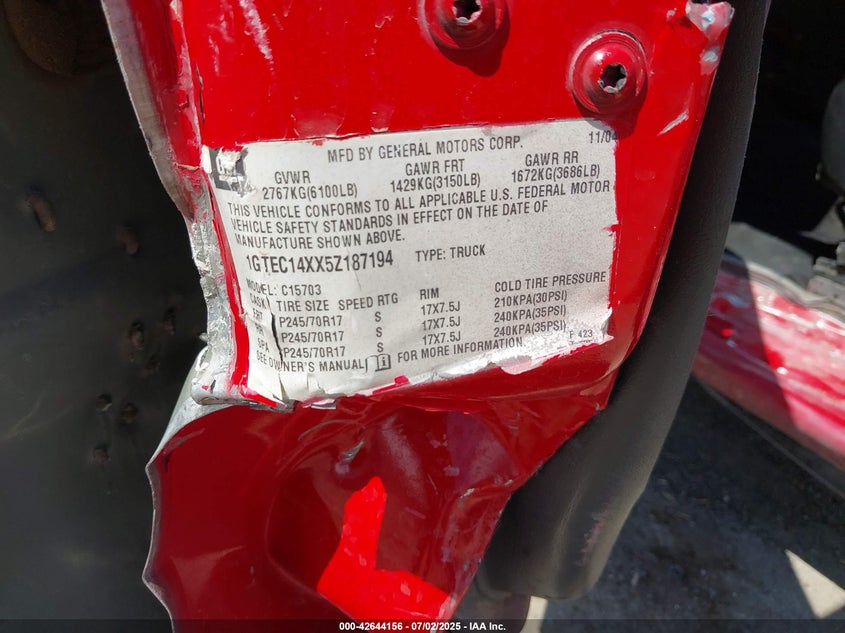 MFD BY GENERAL MOTORS CORP. 11/04
GVWR GAWR FRT GAWR RR
2767KG(6100LB) 1429KG(3150LB) 1672KG(3686LB)
THIS VEHICLE CONFORMS TO ALL APPLICABLE U.S. FEDERAL MOTOR
VEHICLE SAFETY STANDARDS IN EFFECT ON THE DATE OF
MANUFACTURE SHOWN ABOVE.
1GTEC14XX5Z187194 TYPE: TRUCK
MODEL: C15703
TIRE SIZE SPEED RTG RIM COLD TIRE PRESSURE
FRT P245/70R17 S 17X7.5J 210KPA(30PSI)
RR P245/70R17 S 17X7.5J 240KPA(35PSI)
SPA P245/70R17 S 17X7.5J 240KPA(35PSI)
SEE OWNER'S MANUAL FOR MORE INFORMATION. F 423
000-42644156 - 07/02/2025 - IAA Inc.